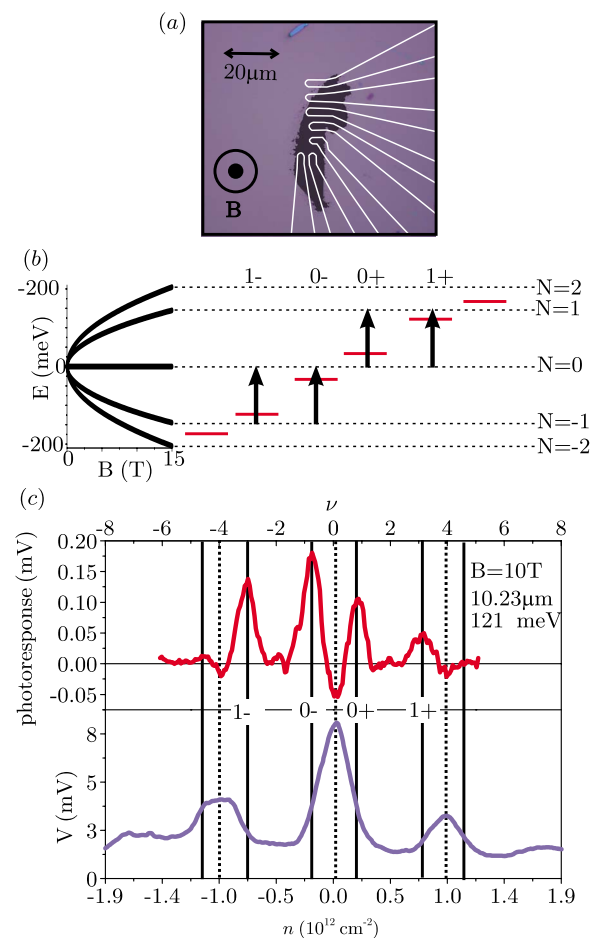 (a)
20μm
B
(b)
1- 0- 0+ 1+
-200
0
-200
E (meV)
N=2
N=1
N=0
N=-1
N=-2
0 15
B (T)
(c)
ν
-8 -6 -4 -2 0 2 4 6 8
0.20
0.15
0.10
0.05
0.00
-0.05
photoresponse (mV)
B=10T
10.23μm
121 meV
1- 0- 0+ 1+
8
5
3
0
V (mV)
-1.9 -1.4 -1.0 -0.5 0.0 0.5 1.0 1.4 1.9
n (10¹² cm⁻²)